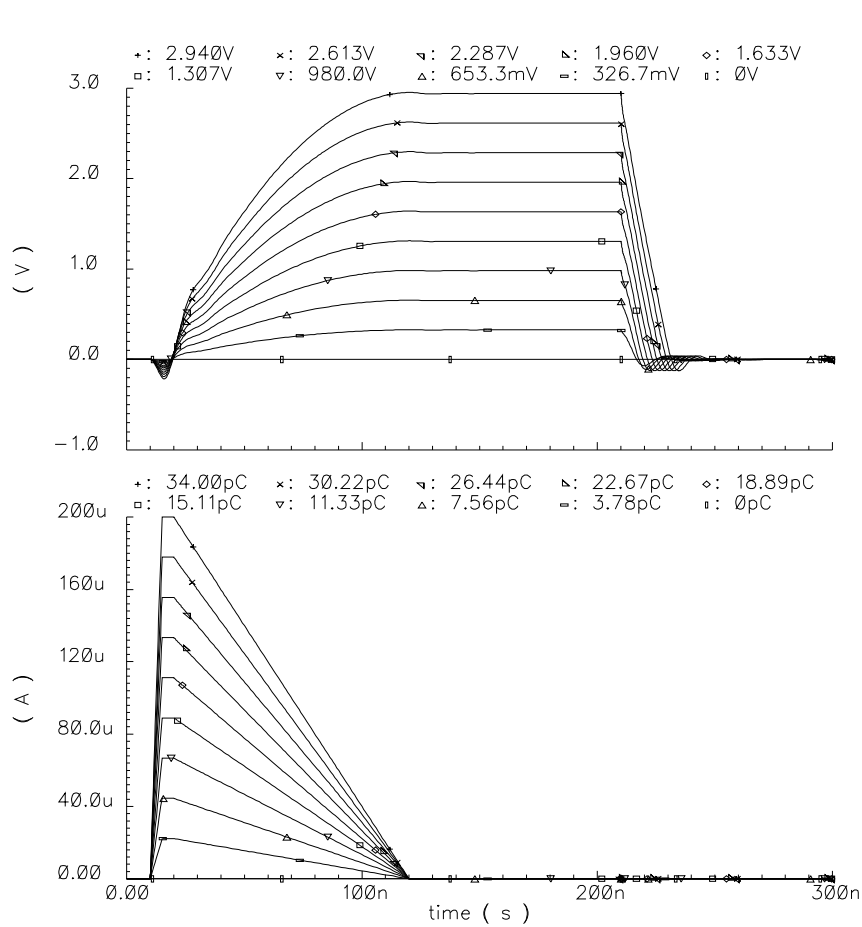 +: 2.940V ×: 2.613V ◁: 2.287V ▷: 1.960V ◇: 1.633V
□: 1.307V ▽: 980.0V △: 653.3mV ▭: 326.7mV ▯: 0V
3.0
2.0
1.0
0.0
-1.0
( V )
+: 34.00pC ×: 30.22pC ◁: 26.44pC ▷: 22.67pC ◇: 18.89pC
□: 15.11pC ▽: 11.33pC △: 7.56pC ▭: 3.78pC ▯: 0pC
200u
160u
120u
80.0u
40.0u
0.00
( A )
0.00 100n 200n 300n
time ( s )